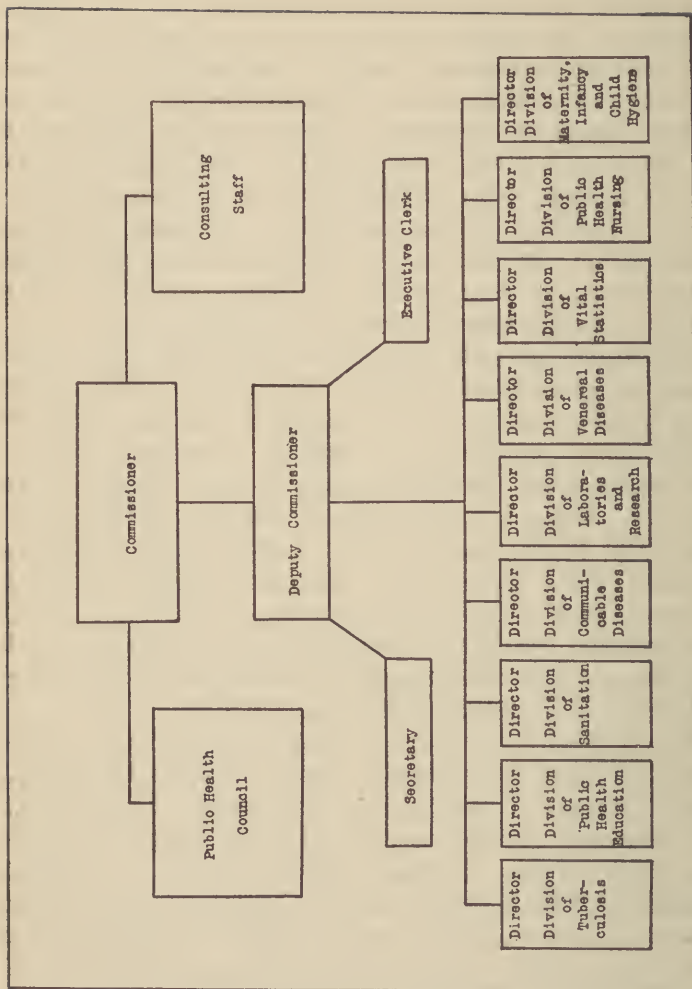 Commissioner
Public Health
Council
Consulting
Staff
Deputy Commissioner
Secretary
Executive Clerk
Director
Division
of
Tuber-
culosis
Director
Division
of
Public
Health
Education
Director
Division
of
Sanitation
Director
Division
of
Communi-
cable
Diseases
Director
Division
of
Labora-
tories
and
Research
Director
Division
of
Venereal
Diseases
Director
Division
of
Vital
Statistics
Director
Division
of
Public
Health
Nursing
Director
Division
of
Maternity,
Infancy
and
Child
Hygiene